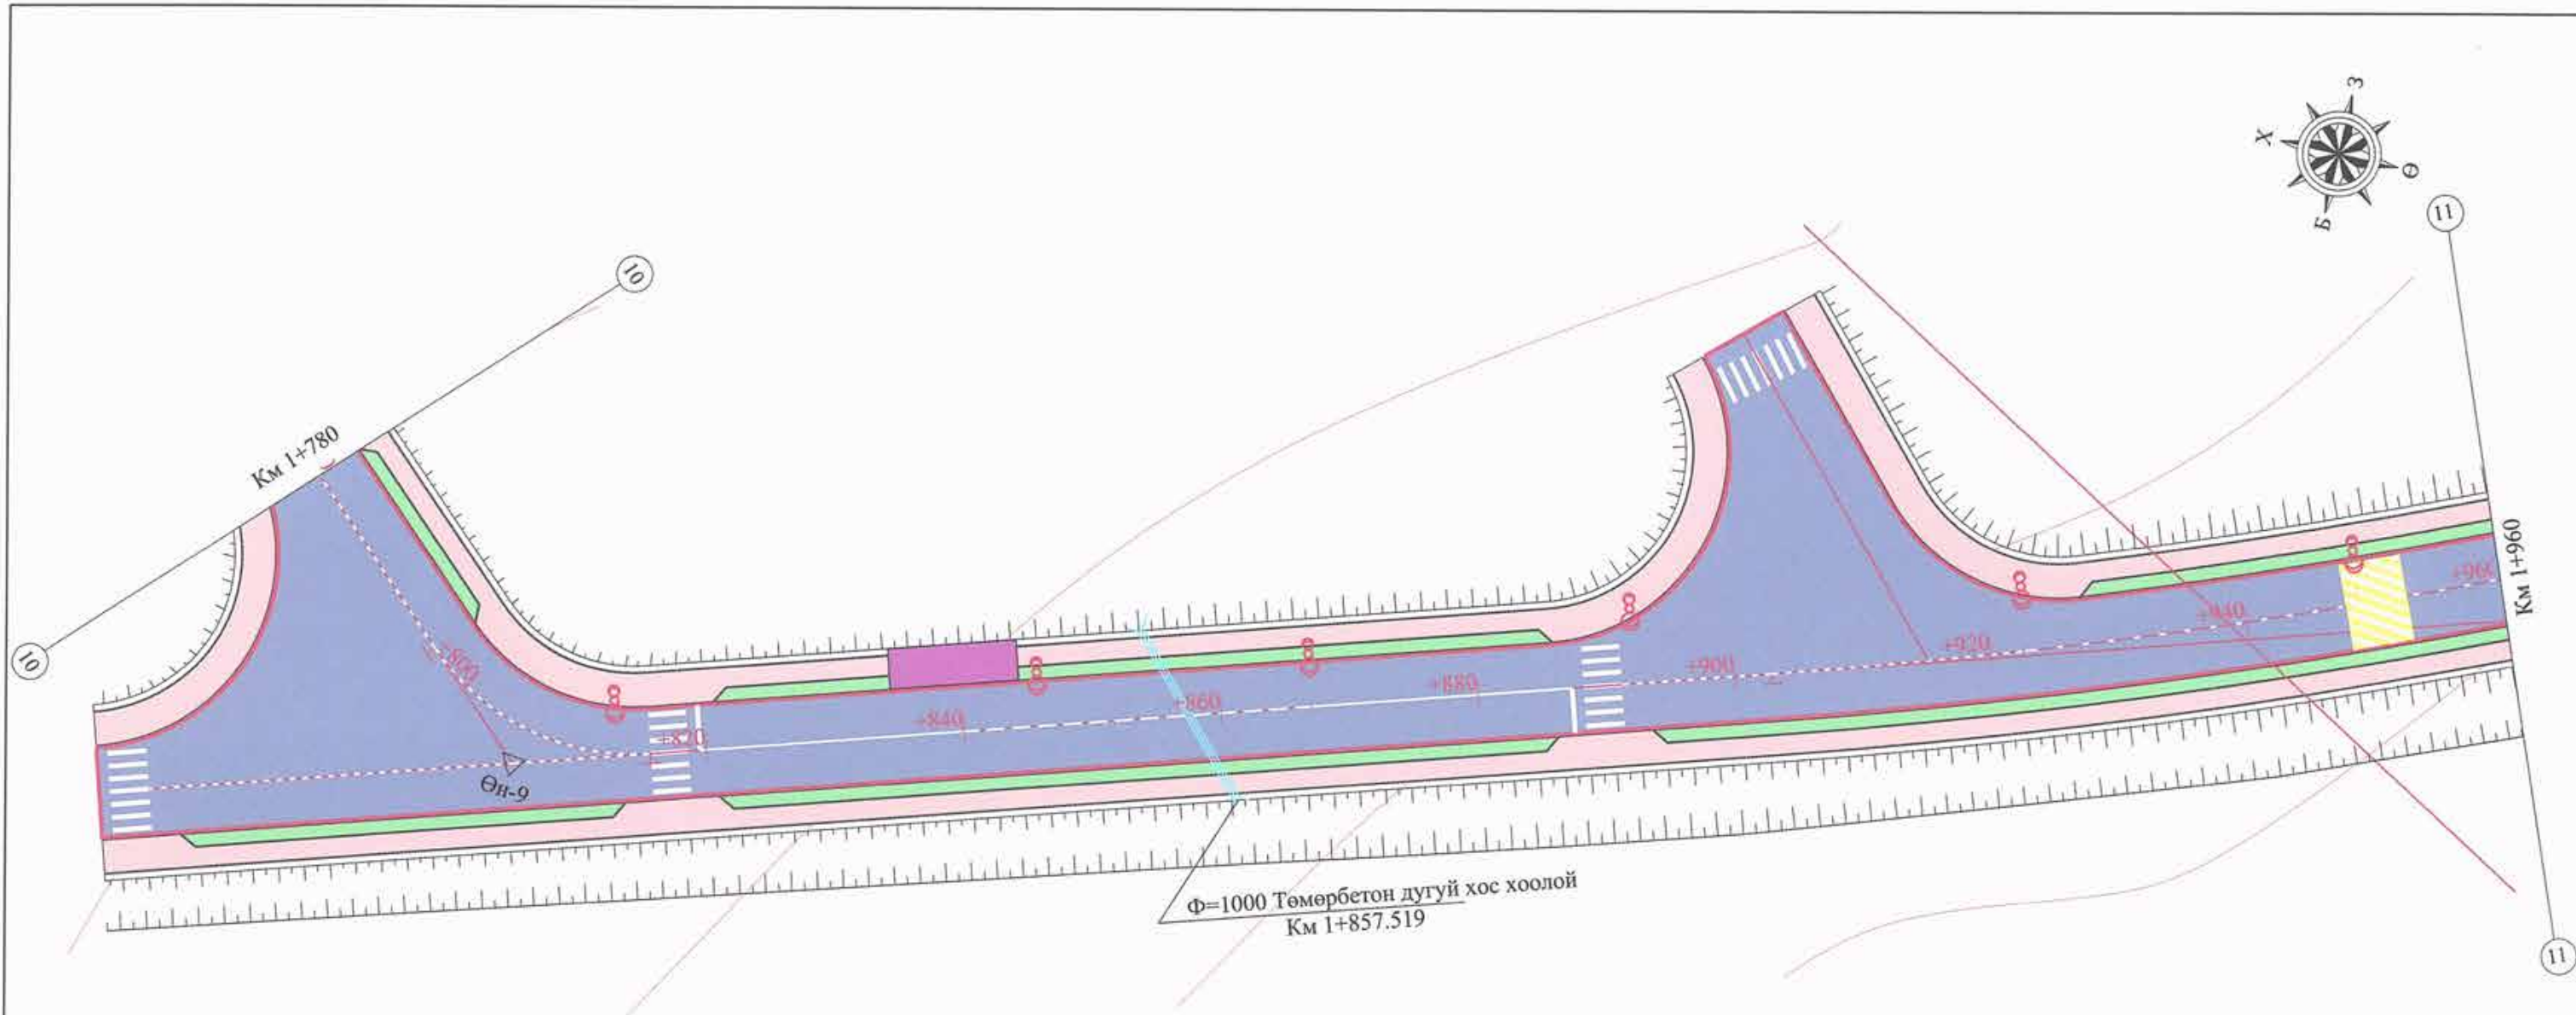 З
Х
Ө
Б
11
10
Км 1+780
10
+800
Өн-9
+820
+840
+860
+880
+900
+920
+940
+960
Км 1+960
Ф=1000 Төмөрбетон дугуй хос хоолой
Км 1+857.519
11